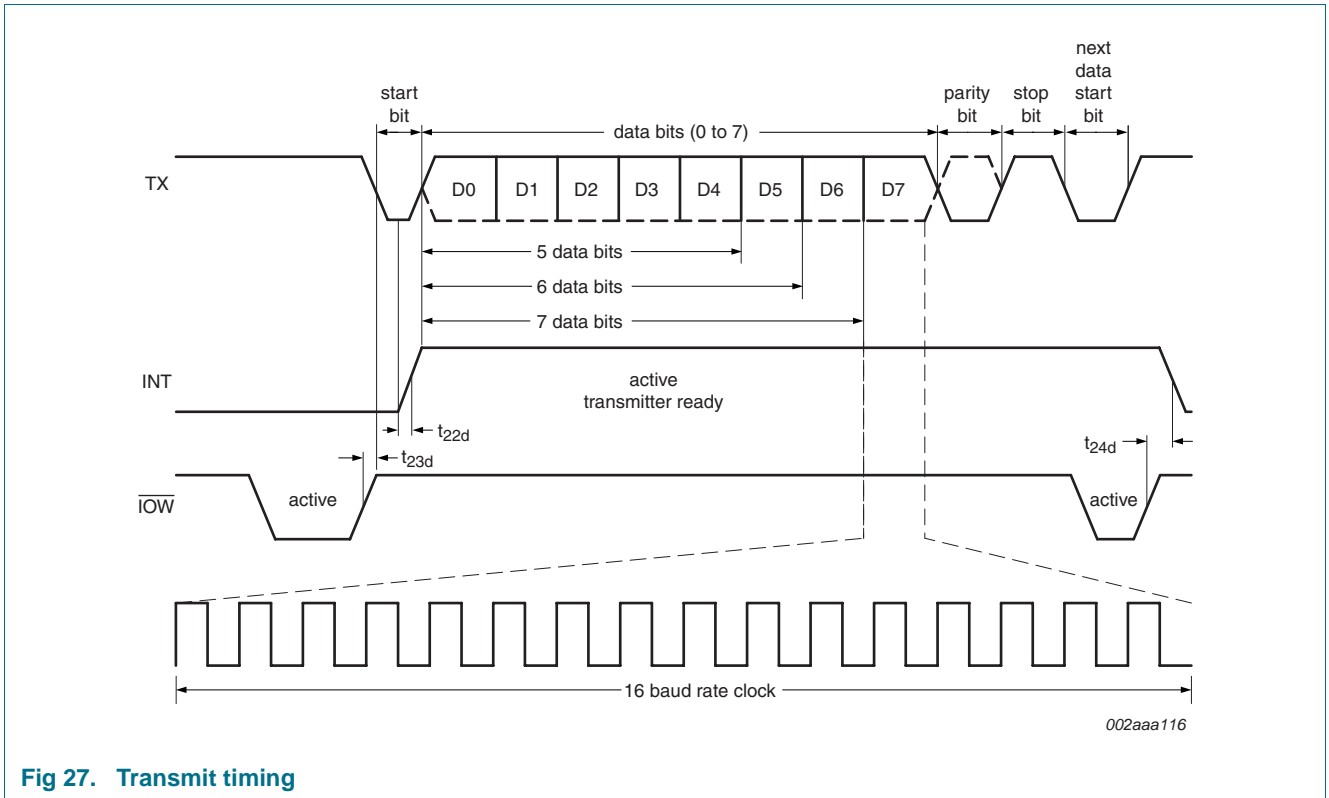 next
data
start
bit
start
bit
parity
bit
stop
bit
data bits (0 to 7)
TX
D0 D1 D2 D3 D4 D5 D6 D7
5 data bits
6 data bits
7 data bits
INT
active
transmitter ready
t22d
t24d
t23d
IOW
active
active
16 baud rate clock
002aaa116
Fig 27. Transmit timing